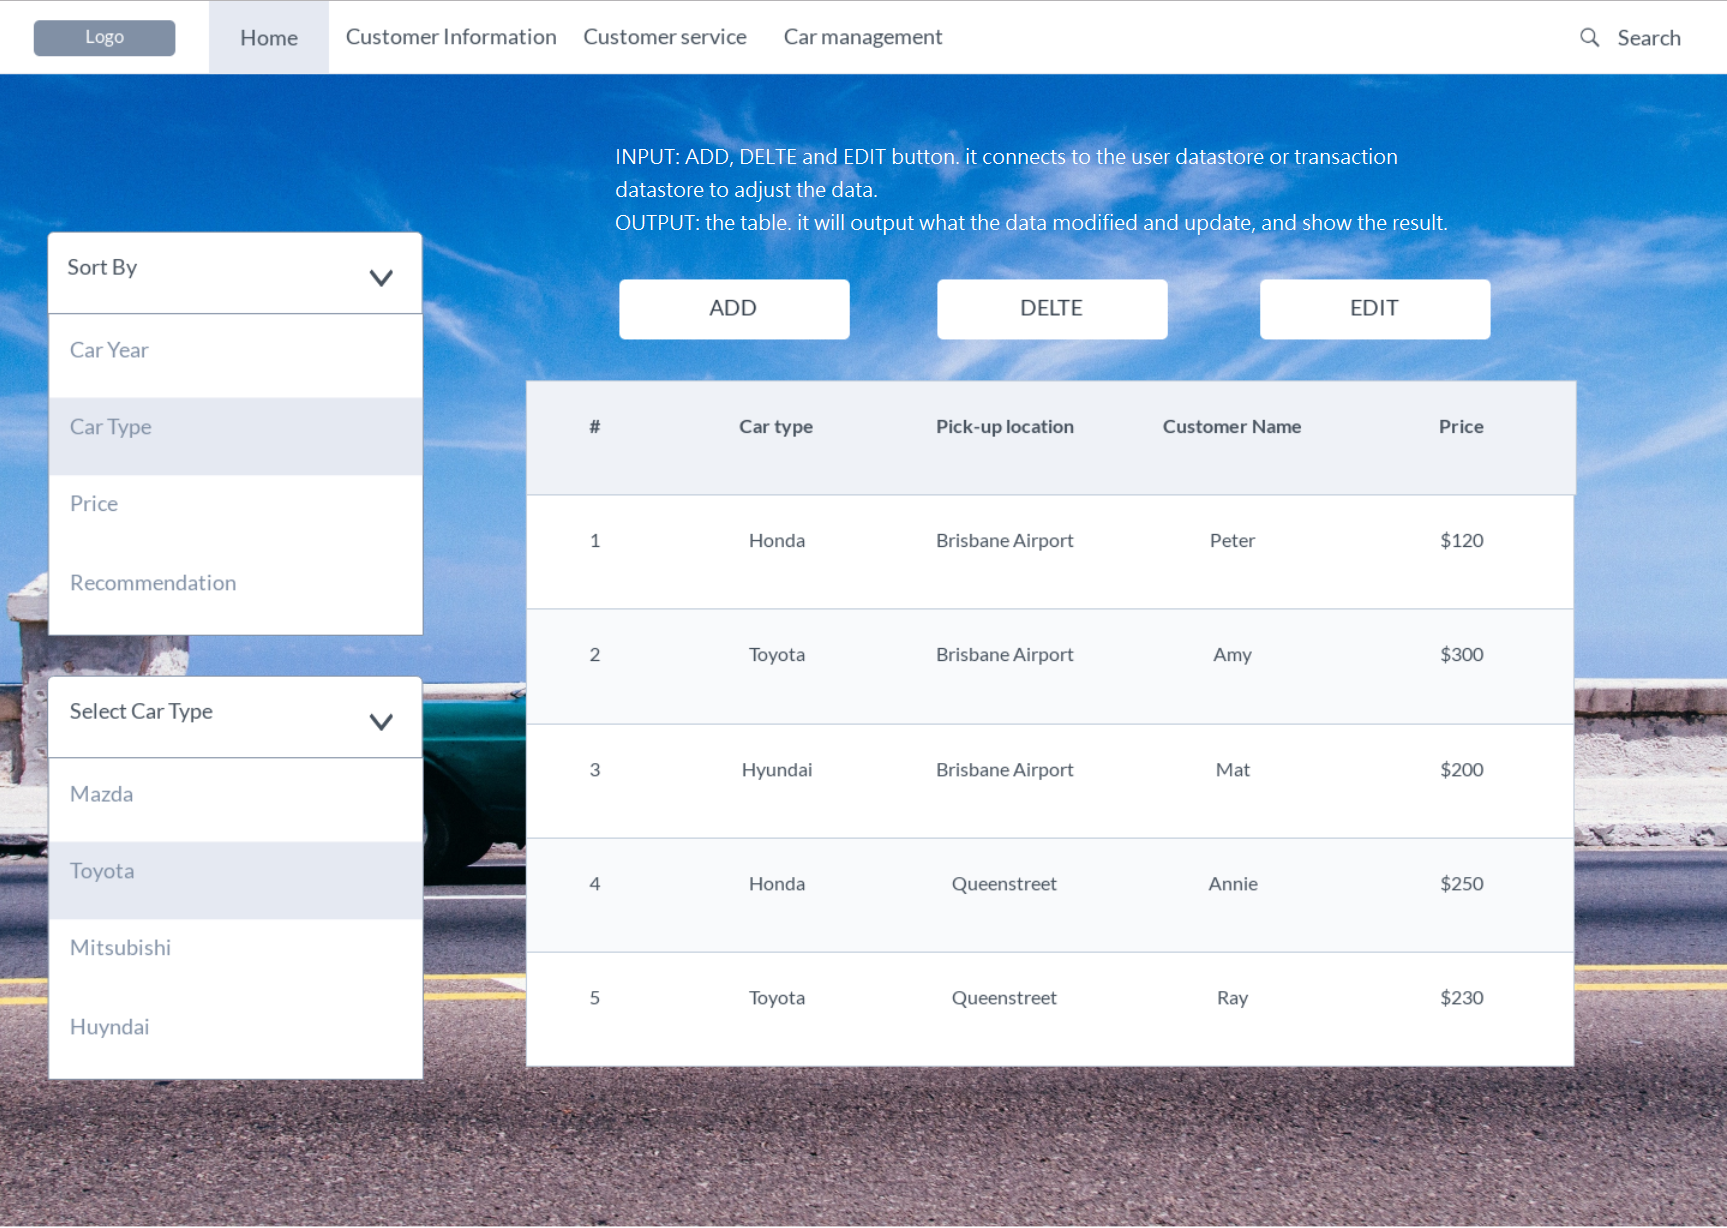 Logo
Home
Customer Information
Customer service
Car management
Search
INPUT: ADD, DELTE and EDIT button. it connects to the user datastore or transaction
datastore to adjust the data.
OUTPUT: the table. it will output what the data modified and update, and show the result.
Sort By
Car Year
Car Type
Price
Recommendation
Select Car Type
Mazda
Toyota
Mitsubishi
Huyndai
ADD
DELTE
EDIT
# Car type Pick-up location Customer Name Price
1 Honda Brisbane Airport Peter $120
2 Toyota Brisbane Airport Amy $300
3 Hyundai Brisbane Airport Mat $200
4 Honda Queenstreet Annie $250
5 Toyota Queenstreet Ray $230